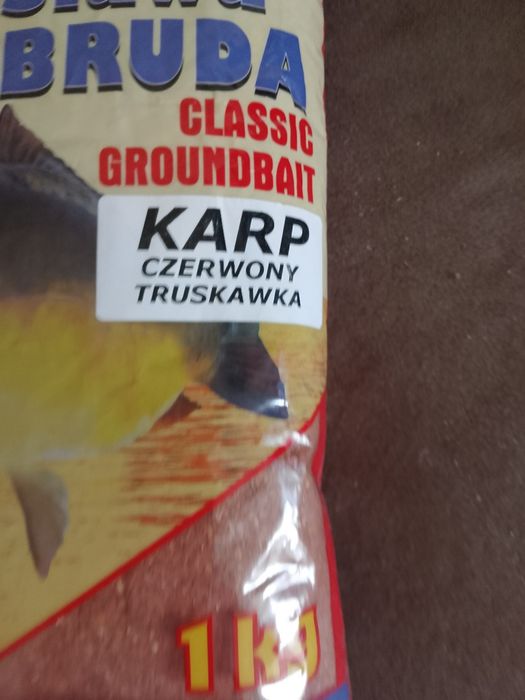 BRUDA
CLASSIC
GROUNDBAIT
KARP
CZERWONY
TRUSKAWKA
1 kg